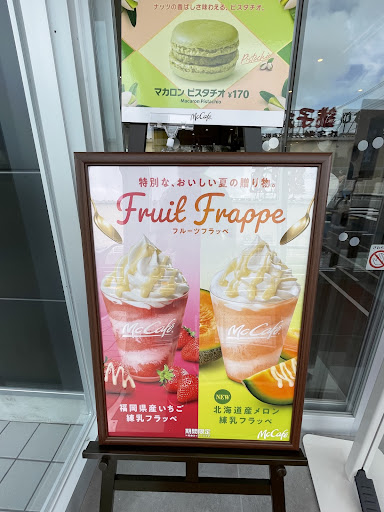 ナッツの香ばしさ味わえる、ピスタチオ。
Pistachio
マカロン ピスタチオ ¥170
Macaron Pistachio
McCafé
特別な、おいしい夏の贈り物。
Fruit Frappe
フルーツフラッペ
McCafé
McCafé
福岡県産いちご
練乳フラッペ
NEW
北海道産メロン
練乳フラッペ
期間限定
McCafé